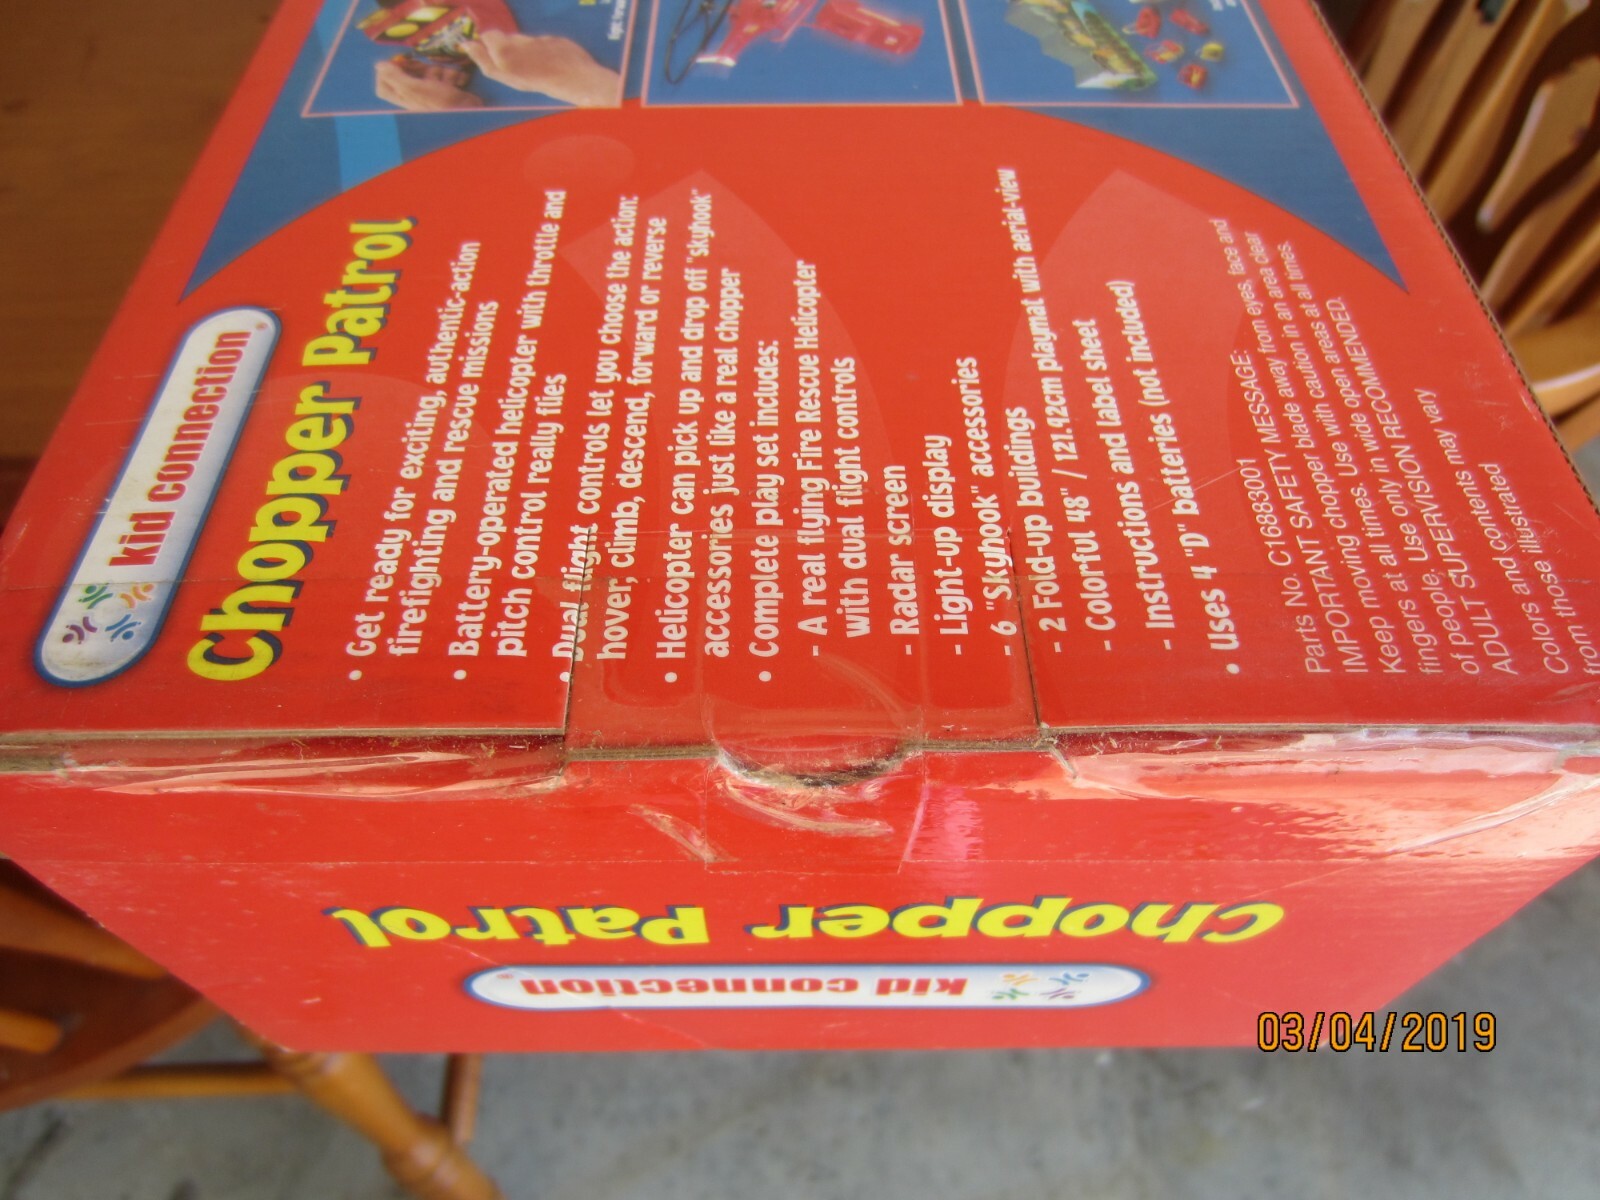 kid connection
Chopper Patrol
• Get ready for exciting, authentic-action
firefighting and rescue missions
• Battery-operated helicopter with throttle and
pitch control really flies
• Dual flight controls let you choose the action:
hover, climb, descend, forward or reverse
• Helicopter can pick up and drop off "skyhook"
accessories just like a real chopper
• Complete play set includes:
- A real flying Fire Rescue Helicopter
with dual flight controls
- Radar screen
- Light-up display
- 6 "Skyhook" accessories
- 2 Fold-up buildings
- Colorful 48" / 121.92cm playmat with aerial-view
- Instructions and label sheet
• Uses 4 "D" batteries (not included)
Parts No. C16883001
IMPORTANT SAFETY MESSAGE:
Keep moving chopper blade away from eyes, face and
fingers at all times. Use with caution in an area clear
of people. Use only in wide open areas at all times.
ADULT SUPERVISION RECOMMENDED.
Colors and contents may vary
from those illustrated
Chopper Patrol
kid connection
03/04/2019